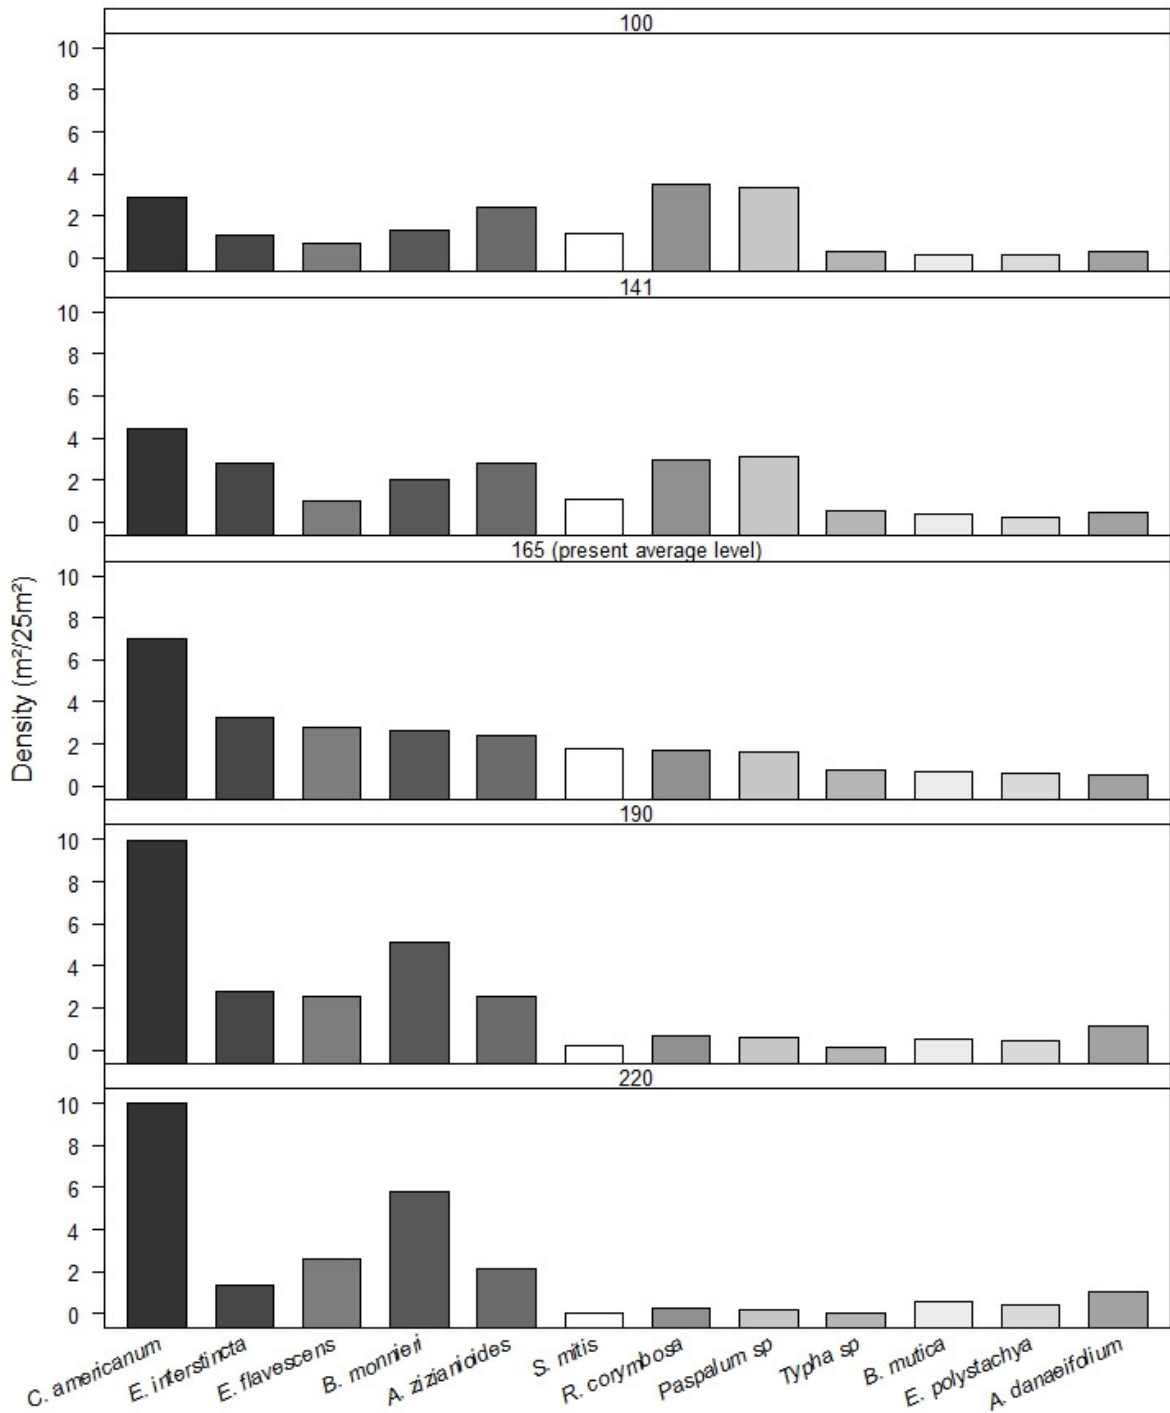 100
10
8
6
4
2
0
141
10
8
6
4
2
0
165 (present average level)
10
8
6
4
2
0
Density (m²/25m²)
190
10
8
6
4
2
0
220
10
8
6
4
2
0
C. americanum
E. interstincta
E. flavescens
B. monnieri
A. zizianioides
S. mitis
R. corymbosa
Paspalum sp
Typha sp
B. mutica
E. polystachya
A. danaeifolium